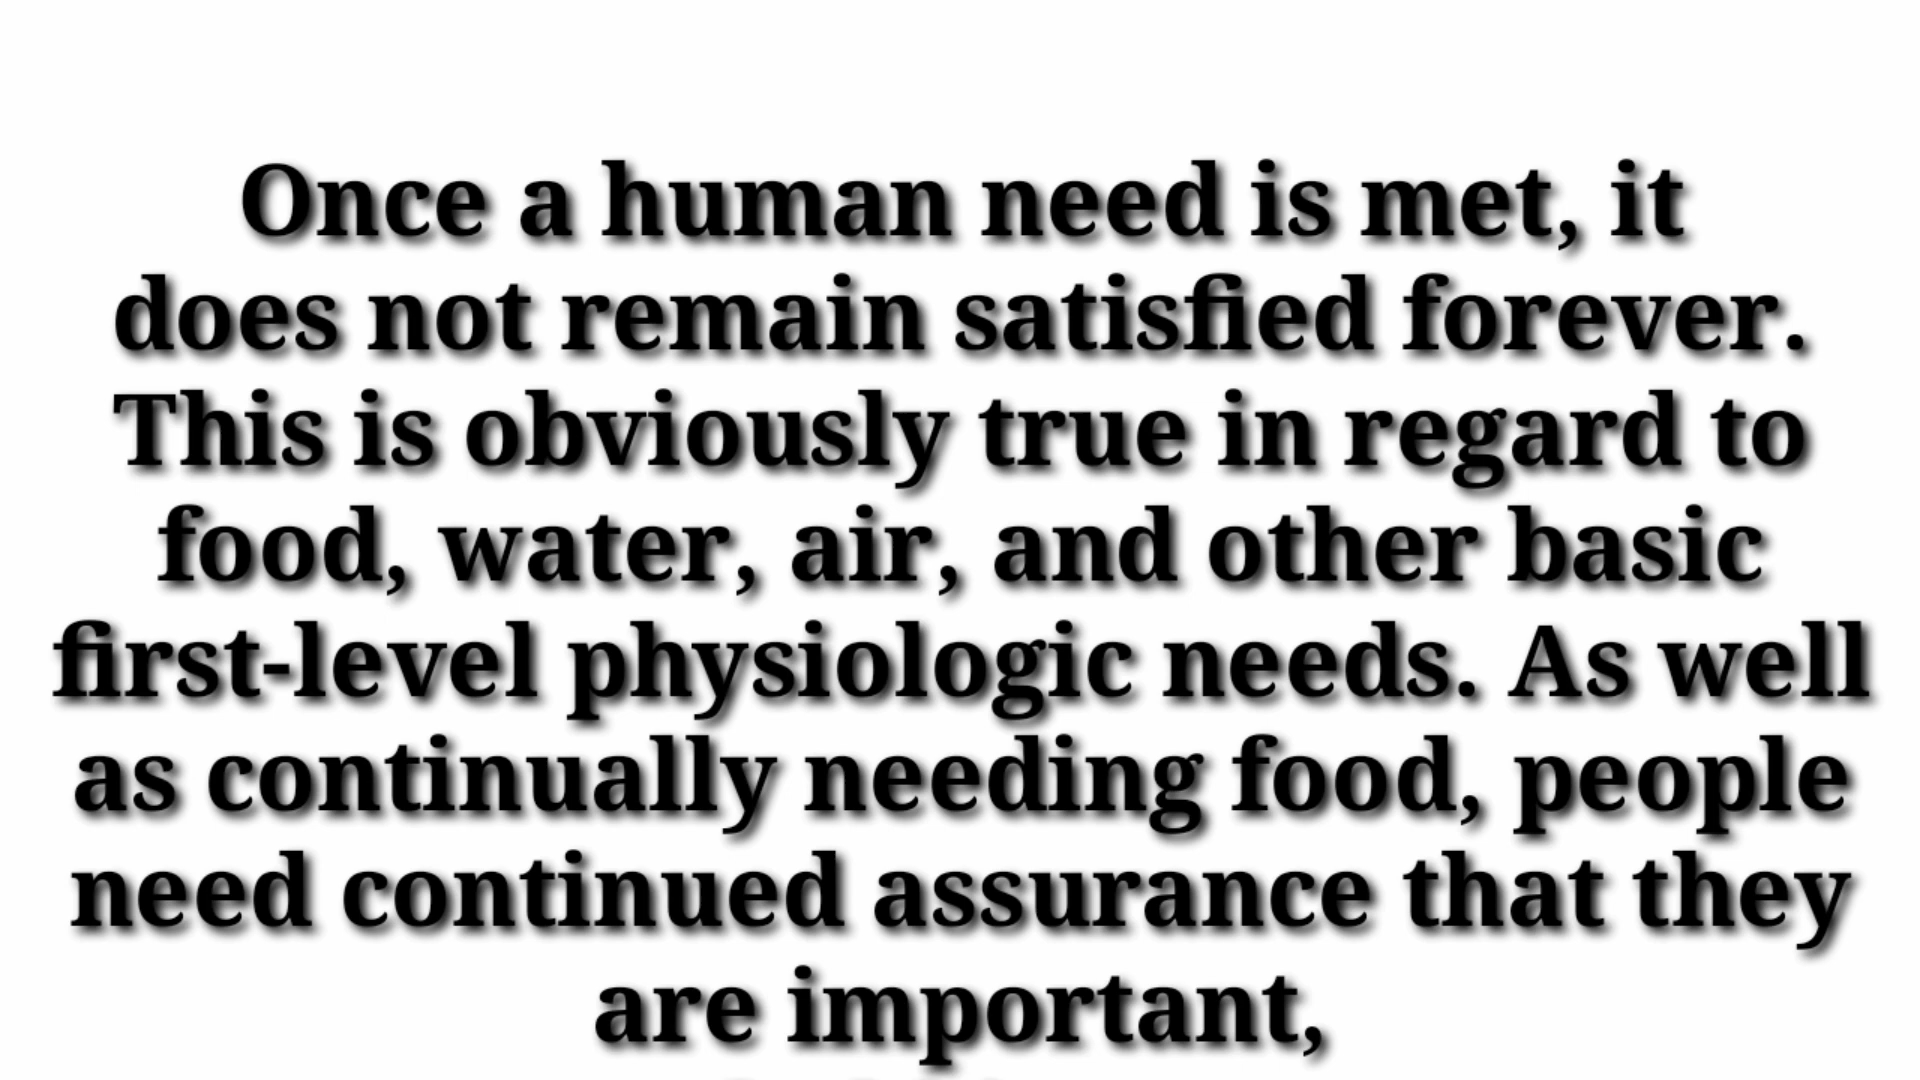 Once a human need is met, it
does not remain satisfied forever.
This is obviously true in regard to
food, water, air, and other basic
first-level physiologic needs. As well
as continually needing food, people
need continued assurance that they
are important,